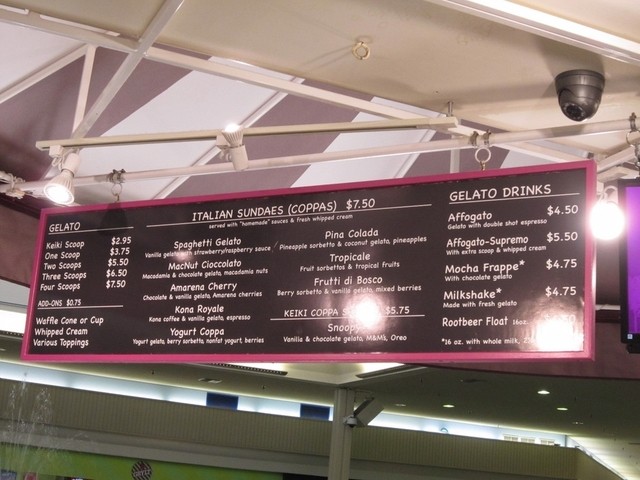 GELATO
Keiki Scoop $2.95
One Scoop $3.75
Two Scoops $5.50
Three Scoops $6.50
Four Scoops $7.50
ADD-ONS $0.75
Waffle Cone or Cup
Whipped Cream
Various Toppings
ITALIAN SUNDAES (COPPAS) $7.50
served with "homemade" sauces & fresh whipped cream
Spaghetti Gelato
Vanilla gelato with strawberry/raspberry sauce
MacNut Cioccolato
Macadamia & chocolate gelato, macadamia nuts
Amarena Cherry
Chocolate & vanilla gelato, Amarena cherries
Kona Royale
Kona coffee & vanilla gelato, espresso
Yogurt Coppa
Yogurt gelato, berry sorbetto, nonfat yogurt, berries
Pina Colada
Pineapple sorbetto & coconut gelato, pineapples
Tropicale
Fruit sorbettos & tropical fruits
Frutti di Bosco
Berry sorbetto & vanilla gelato, mixed berries
KEIKI COPPA $5.75
Snoopy
Vanilla & chocolate gelato, M&M's, Oreo
GELATO DRINKS
Affogato $4.50
Gelato with double shot espresso
Affogato-Supremo $5.50
With extra scoop & whipped cream
Mocha Frappe* $4.75
With chocolate gelato
Milkshake* $4.75
Made with fresh gelato
Rootbeer Float 16oz.
*16 oz. with whole milk,